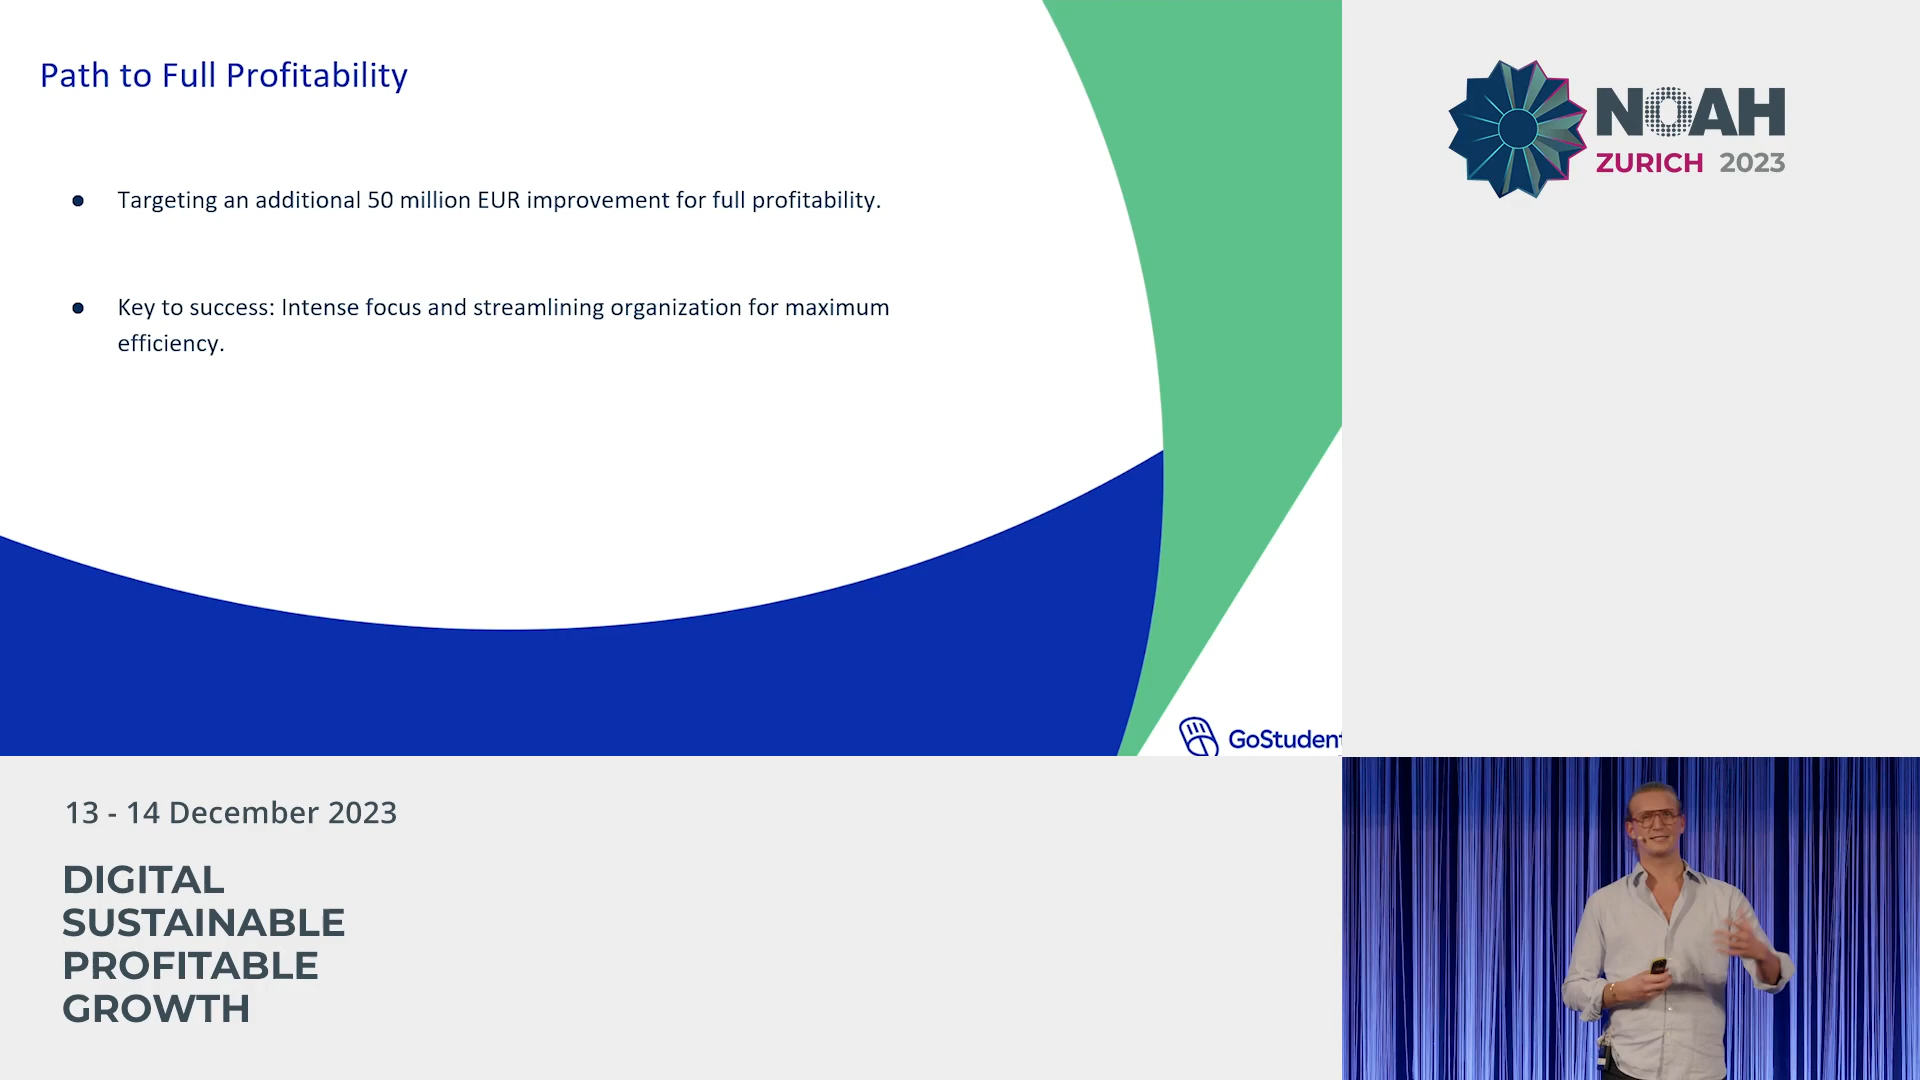 Path to Full Profitability
● Targeting an additional 50 million EUR improvement for full profitability.
● Key to success: Intense focus and streamlining organization for maximum
efficiency.
GoStudent
NOAH
ZURICH 2023
13 - 14 December 2023
DIGITAL
SUSTAINABLE
PROFITABLE
GROWTH